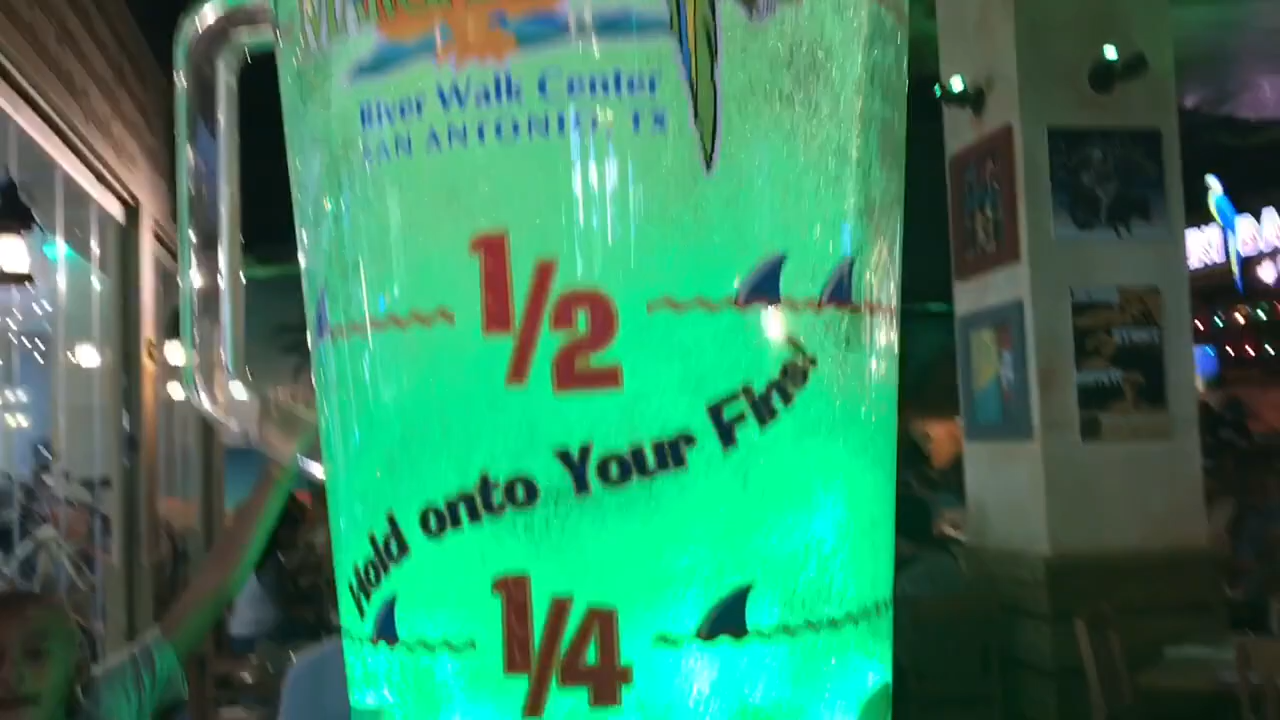 River Walk Center
SAN ANTONIO, TX
1/2
Hold onto Your Fins!
1/4